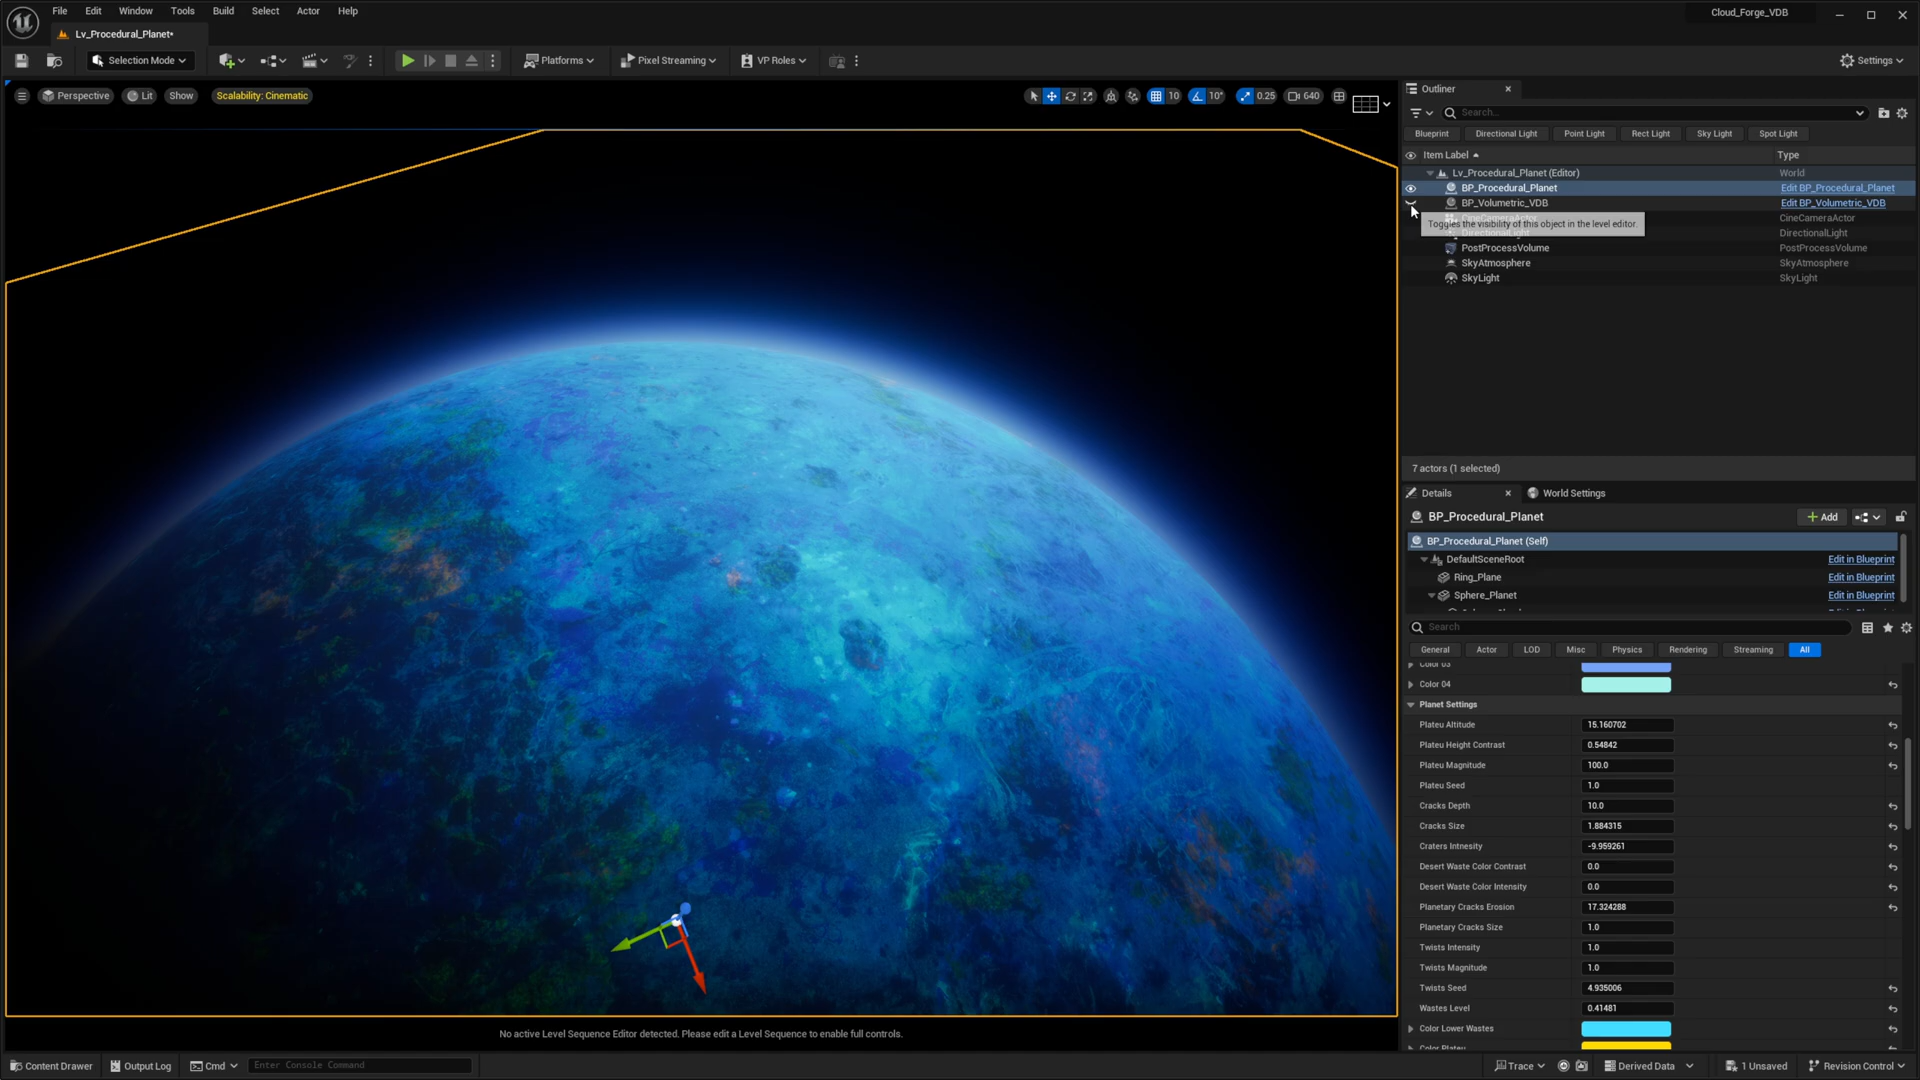 File Edit Window Tools Build Select Actor Help
Cloud_Forge_VDB
Lv_Procedural_Planet*
Selection Mode
Platforms
Pixel Streaming
VP Roles
Settings
Perspective Lit Show Scalability: Cinematic
10 10° 0.25 640
Outliner
Search...
Blueprint Directional Light Point Light Rect Light Sky Light Spot Light
Item Label Type
Lv_Procedural_Planet (Editor) World
BP_Procedural_Planet Edit BP_Procedural_Planet
BP_Volumetric_VDB Edit BP_Volumetric_VDB
CineCameraActor CineCameraActor
Toggles the visibility of this object in the level editor.
DirectionalLight DirectionalLight
PostProcessVolume PostProcessVolume
SkyAtmosphere SkyAtmosphere
SkyLight SkyLight
7 actors (1 selected)
Details World Settings
BP_Procedural_Planet Add
BP_Procedural_Planet (Self)
DefaultSceneRoot Edit in Blueprint
Ring_Plane Edit in Blueprint
Sphere_Planet Edit in Blueprint
Search
General Actor LOD Misc Physics Rendering Streaming All
Color 03
Color 04
Planet Settings
Plateu Altitude 15.160702
Plateu Height Contrast 0.54842
Plateu Magnitude 100.0
Plateu Seed 1.0
Cracks Depth 10.0
Cracks Size 1.884315
Craters Intnesity -9.959261
Desert Waste Color Contrast 0.0
Desert Waste Color Intensity 0.0
Planetary Cracks Erosion 17.324288
Planetary Cracks Size 1.0
Twists Intensity 1.0
Twists Magnitude 1.0
Twists Seed 4.935006
Wastes Level 0.41481
Color Lower Wastes
Color Plateu
No active Level Sequence Editor detected. Please edit a Level Sequence to enable full controls.
Content Drawer Output Log Cmd Enter Console Command
Trace Derived Data 1 Unsaved Revision Control